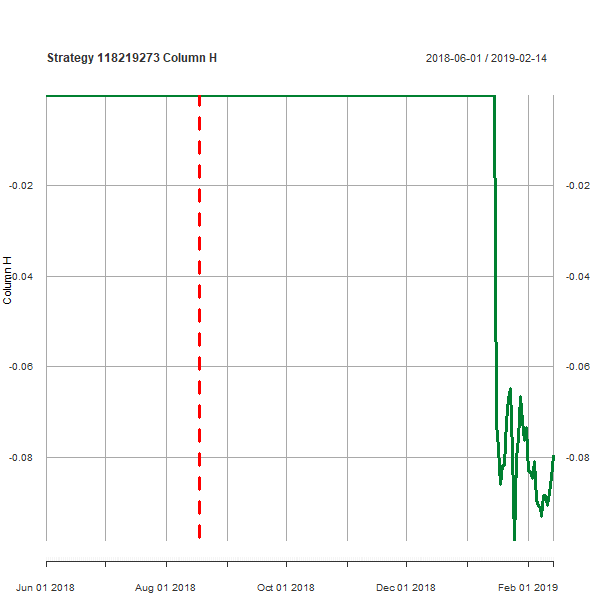 Strategy 118219273 Column H
2018-06-01 / 2019-02-14
-0.02
-0.02
-0.04
-0.04
Column H
-0.06
-0.06
-0.08
-0.08
Jun 01 2018
Aug 01 2018
Oct 01 2018
Dec 01 2018
Feb 01 2019